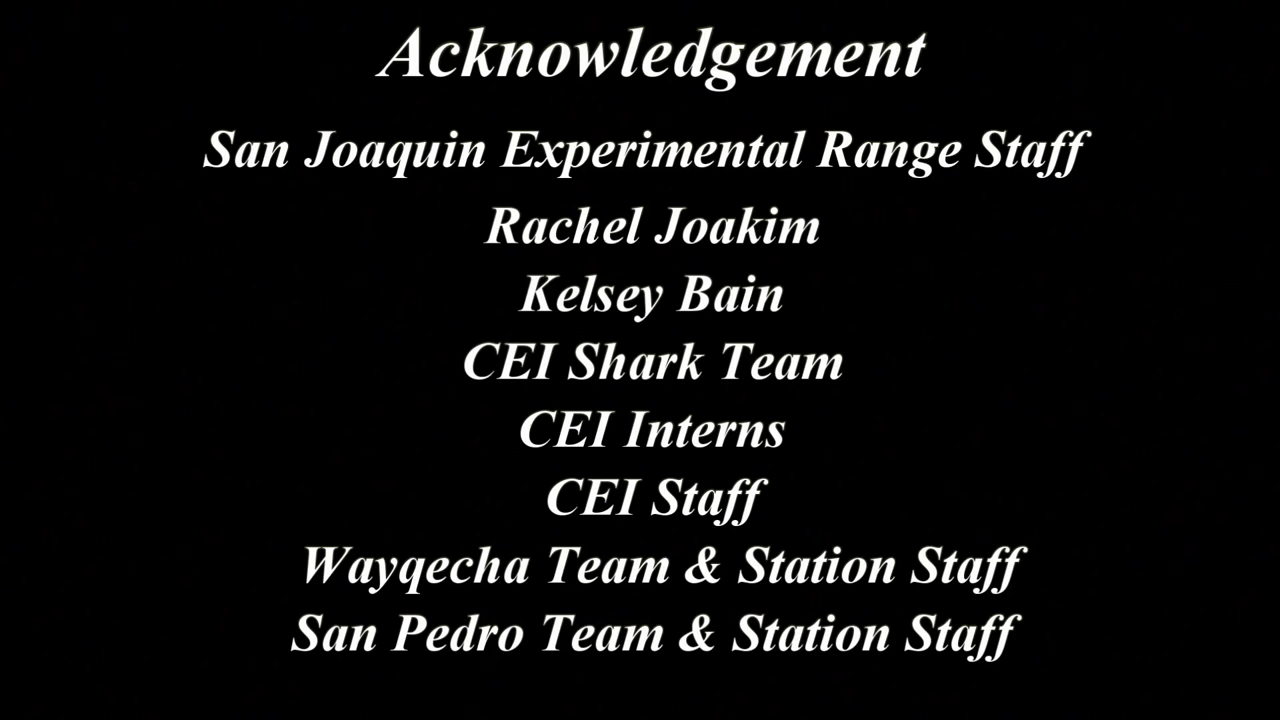 Acknowledgement
San Joaquin Experimental Range Staff
Rachel Joakim
Kelsey Bain
CEI Shark Team
CEI Interns
CEI Staff
Wayqecha Team & Station Staff
San Pedro Team & Station Staff